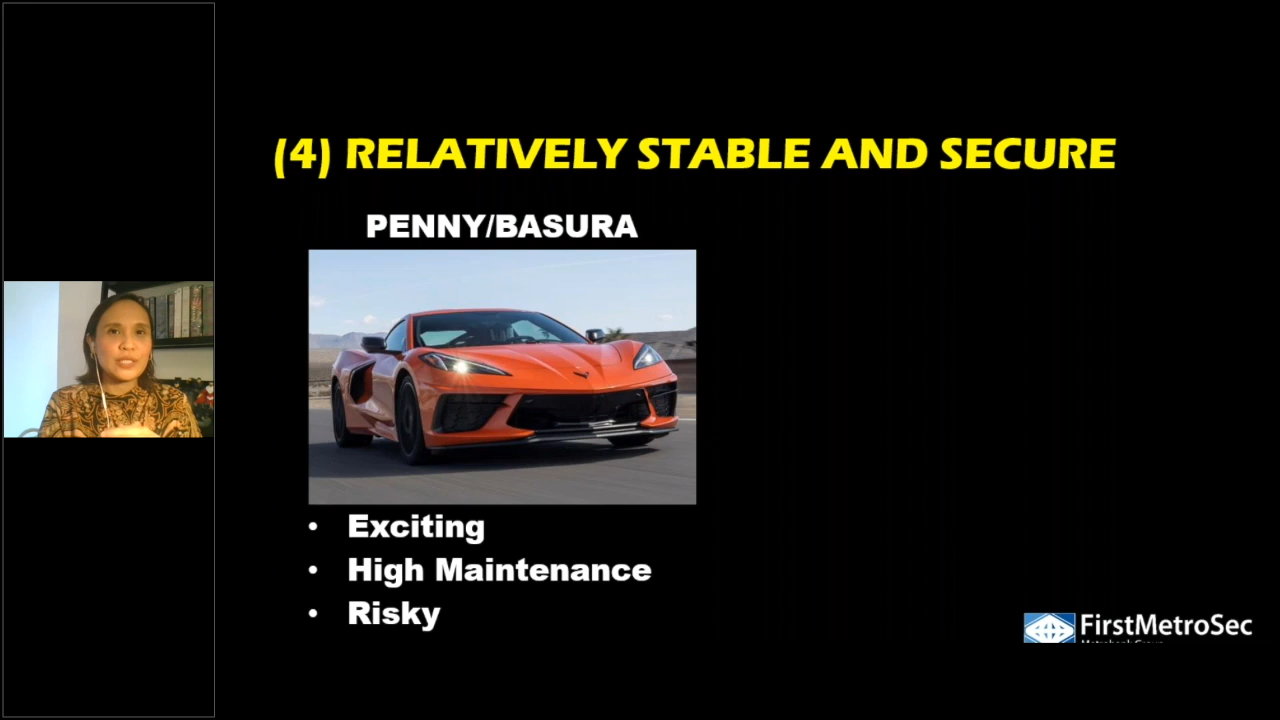 (4) RELATIVELY STABLE AND SECURE
PENNY/BASURA
• Exciting
• High Maintenance
• Risky
FirstMetroSec